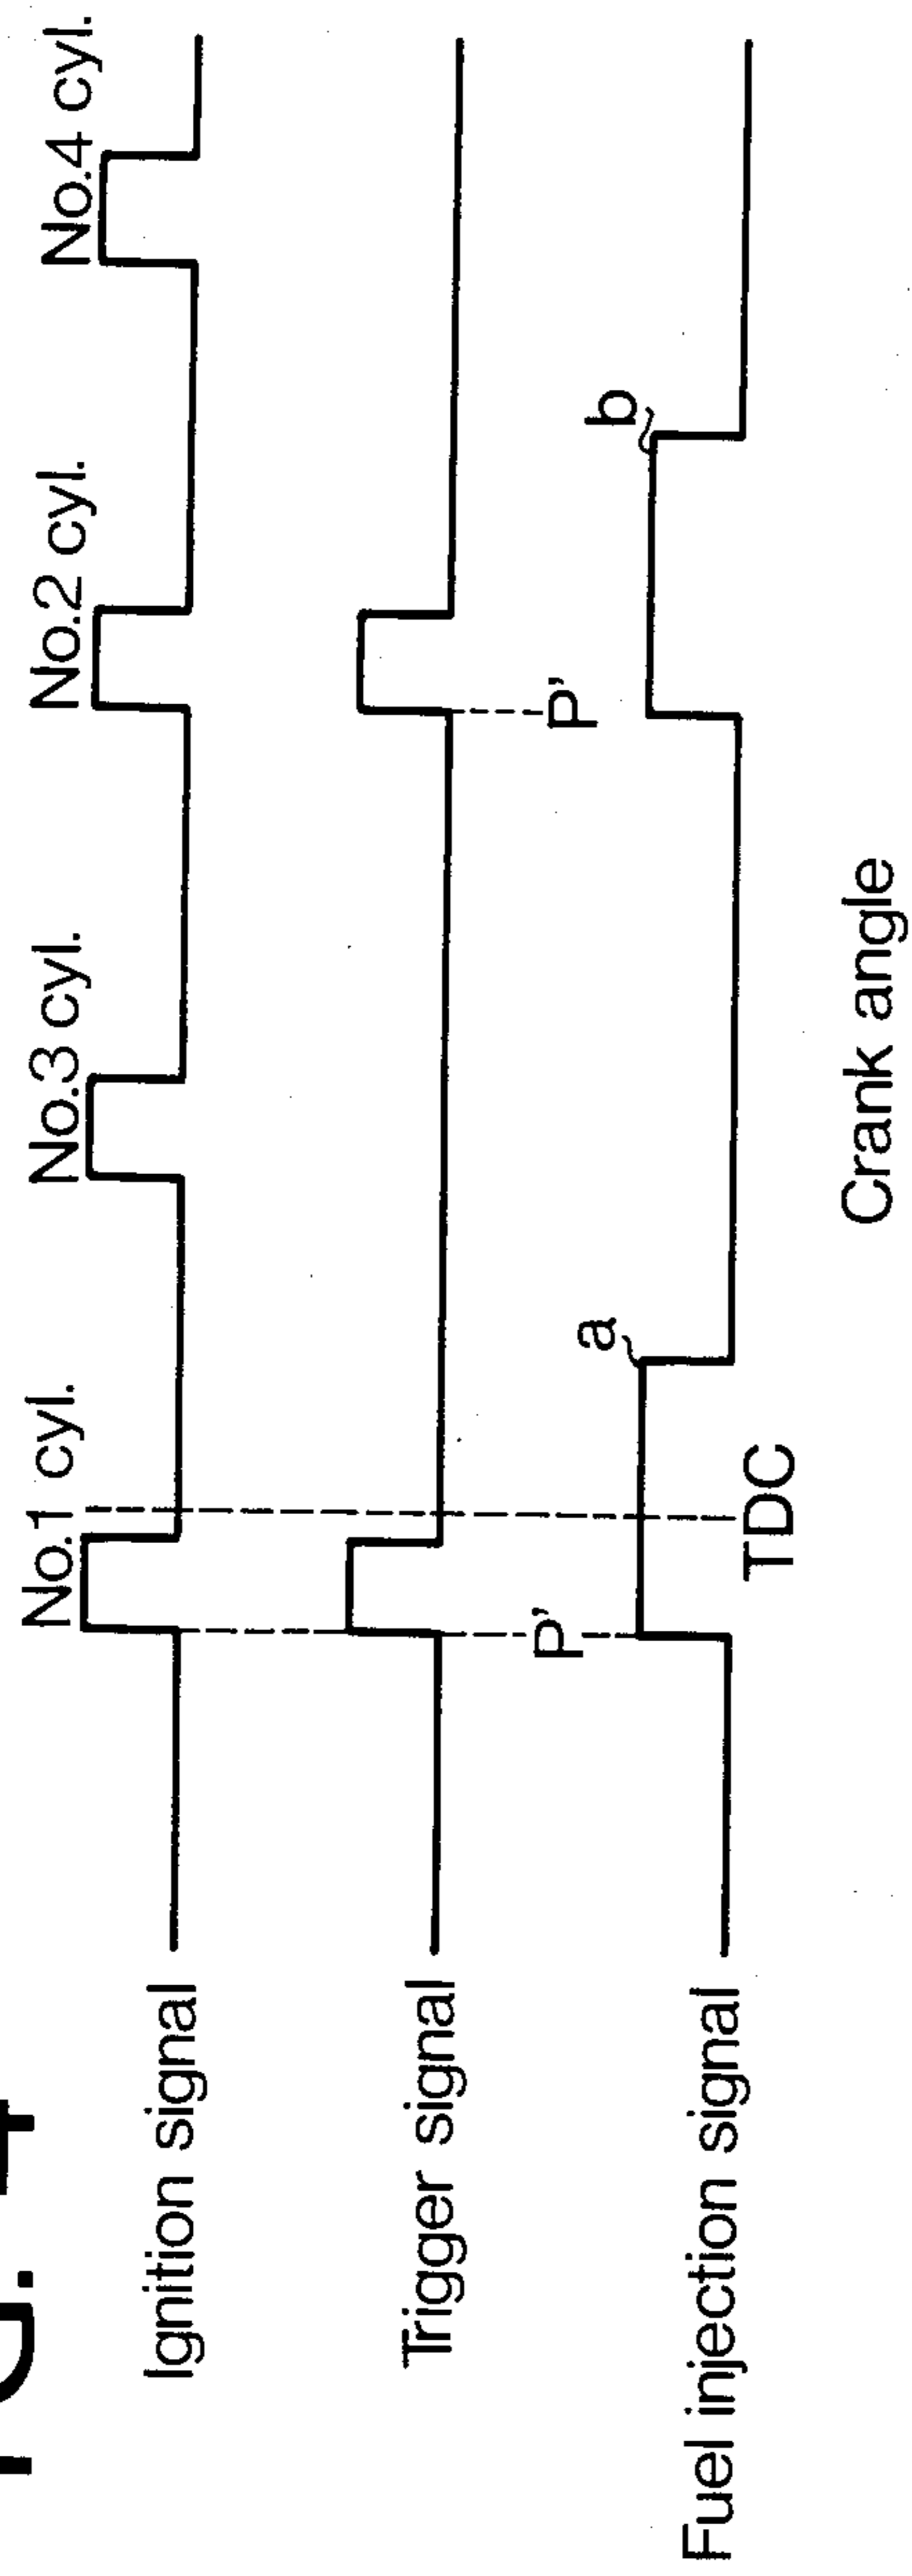 No.1 cyl.
No.3 cyl.
No.2 cyl.
No.4 cyl.
Ignition signal
Trigger signal
P'
P'
Fuel injection signal
a
b
TDC
Crank angle